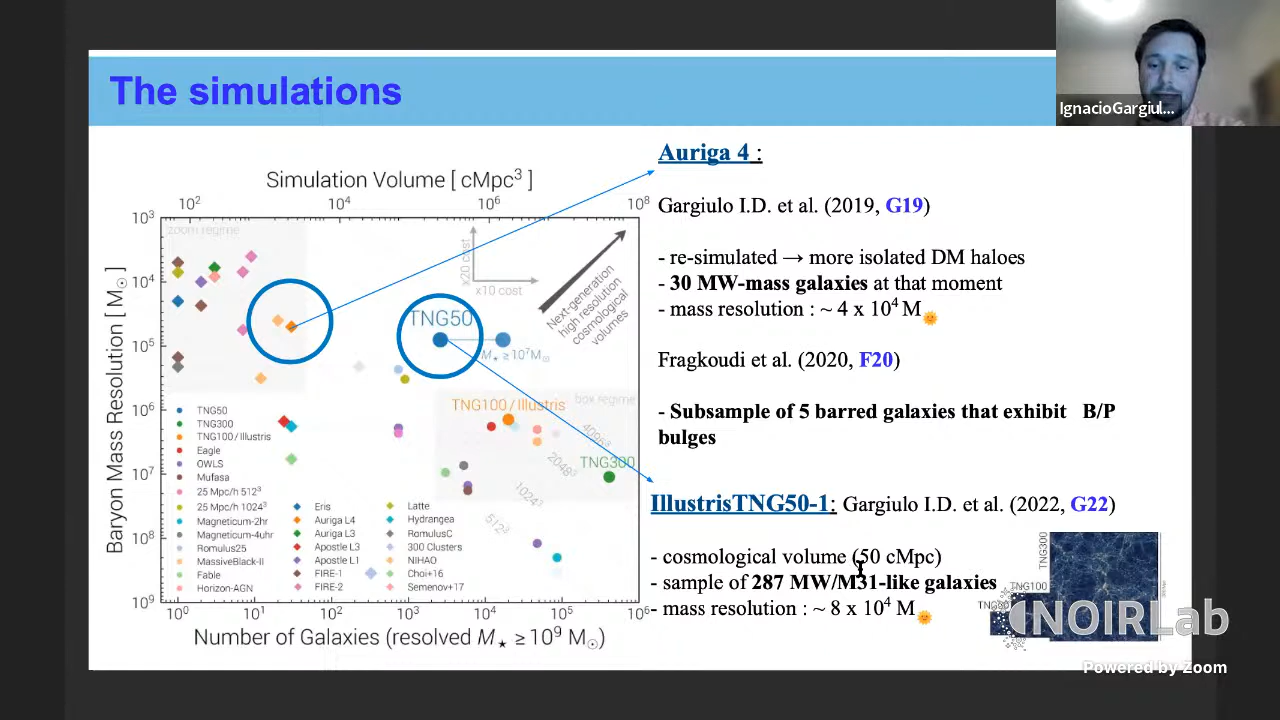 The simulations
IgnacioGargiul...
Simulation Volume [ cMpc³ ]
10² 10⁴ 10⁶ 10⁸
zoom regime
x20 cost
x10 cost
Next-generation
high resolution
cosmological
volumes
TNG50
M⋆ ≥10⁷M☉
TNG100 / Illustris
box regime
TNG300
4096³
2048³
1024³
512³
Baryon Mass Resolution [ M☉ ]
10³
10⁴
10⁵
10⁶
10⁷
10⁸
10⁹
TNG50
TNG300
TNG100 / Illustris
Eagle
OWLS
Mufasa
25 Mpc/h 512³
25 Mpc/h 1024³
Magneticum-2hr
Magneticum-4uhr
Romulus25
MassiveBlack-II
Fable
Horizon-AGN
Eris
Auriga L4
Auriga L3
Apostle L3
Apostle L1
FIRE-1
FIRE-2
Latte
Hydrangea
RomulusC
300 Clusters
NIHAO
Choi+16
Semenov+17
10⁰ 10¹ 10² 10³ 10⁴ 10⁵ 10⁶
Number of Galaxies (resolved M⋆ ≥ 10⁹ M☉)
Auriga 4 :
Gargiulo I.D. et al. (2019, G19)
- re-simulated → more isolated DM haloes
- 30 MW-mass galaxies at that moment
- mass resolution : ~ 4 x 10⁴ M🌞
Fragkoudi et al. (2020, F20)
- Subsample of 5 barred galaxies that exhibit B/P
bulges
IllustrisTNG50-1: Gargiulo I.D. et al. (2022, G22)
- cosmological volume (50 cMpc)
- sample of 287 MW/M31-like galaxies
- mass resolution : ~ 8 x 10⁴ M🌞
TNG300
TNG100
TNG50
NOIRLab
Powered by Zoom